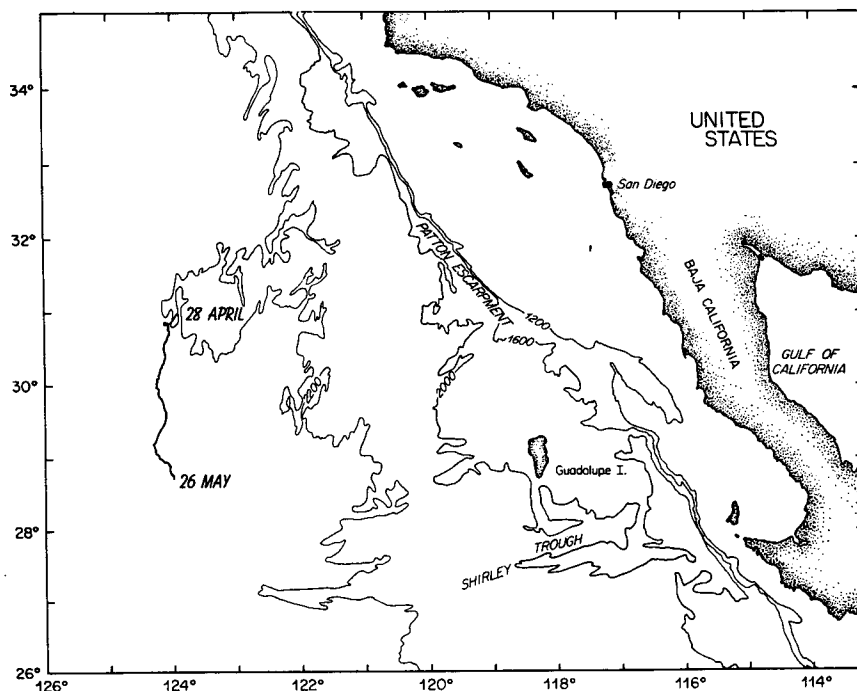 34°
32°
30°
28°
26°
126°
124°
122°
120°
118°
116°
114°
UNITED
STATES
San Diego
PATTON ESCARPMENT
BAJA CALIFORNIA
GULF OF
CALIFORNIA
28 APRIL
26 MAY
1200
1600
2000
2200
Guadalupe I.
SHIRLEY TROUGH